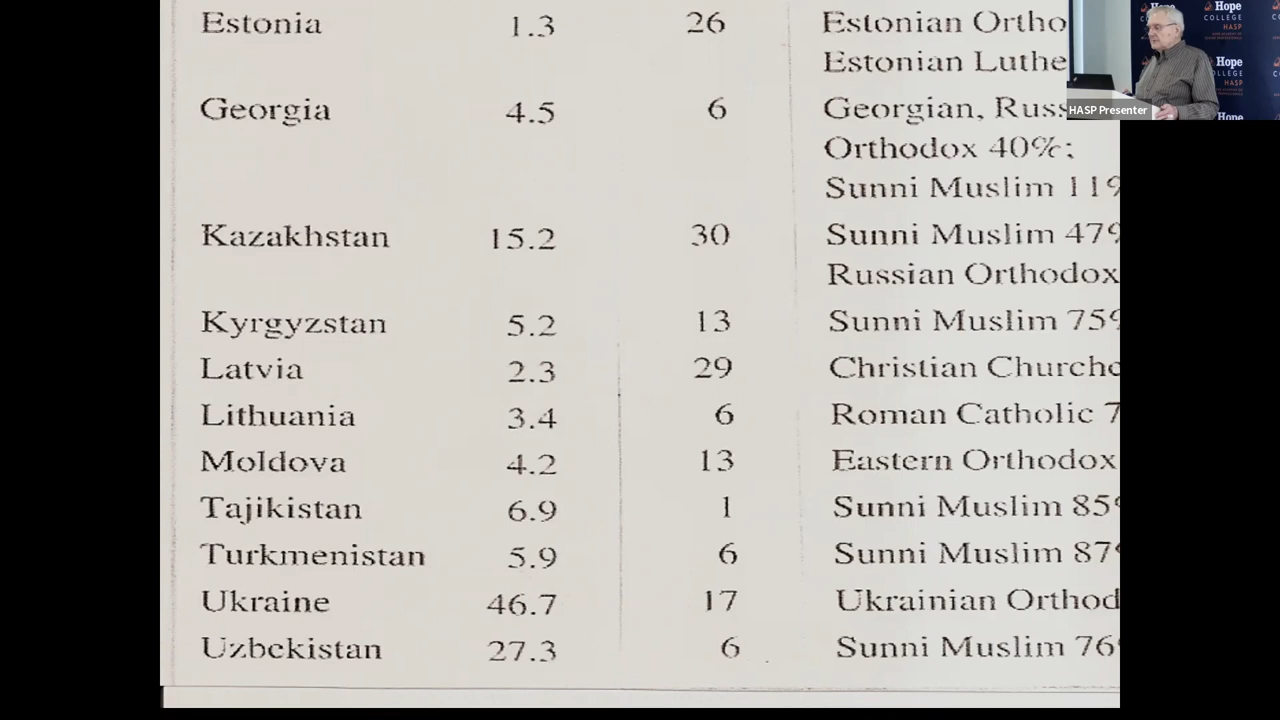 Estonia 1.3 26 Estonian Ortho
Estonian Luthe
Georgia 4.5 6 Georgian, Russ
Orthodox 40%;
Sunni Muslim 119
Kazakhstan 15.2 30 Sunni Muslim 47
Russian Orthodox
Kyrgyzstan 5.2 13 Sunni Muslim 75
Latvia 2.3 29 Christian Churche
Lithuania 3.4 6 Roman Catholic 7
Moldova 4.2 13 Eastern Orthodox
Tajikistan 6.9 1 Sunni Muslim 85
Turkmenistan 5.9 6 Sunni Muslim 87
Ukraine 46.7 17 Ukrainian Orthod
Uzbekistan 27.3 6 Sunni Muslim 76
Hope
COLLEGE
HASP
Hope
COLLEGE
HASP
Hope
HASP Presenter